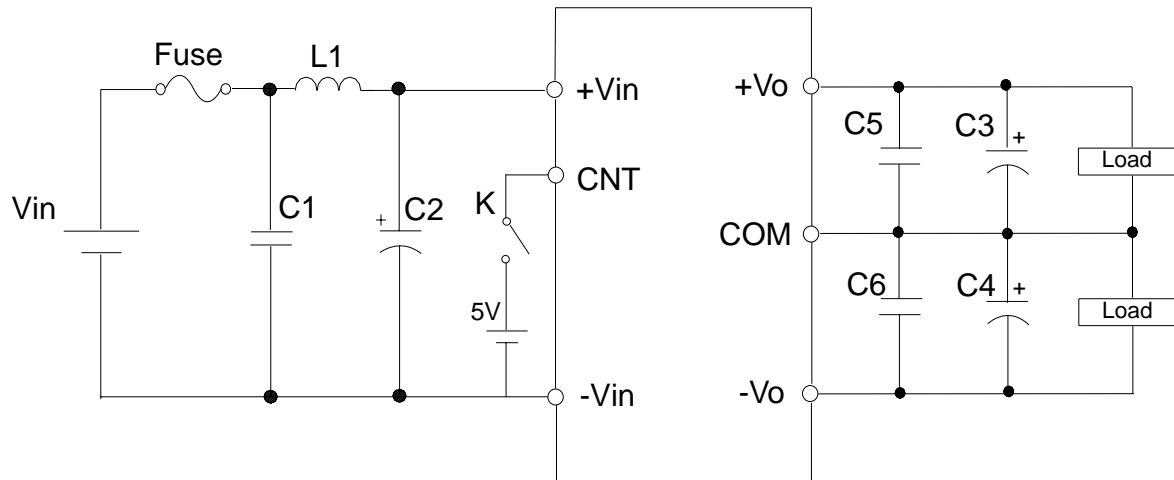 Fuse
L1
+Vin
+Vo
C5
C3
+
Load
CNT
Vin
C1
+
C2
K
COM
C6
C4
+
Load
5V
-Vin
-Vo